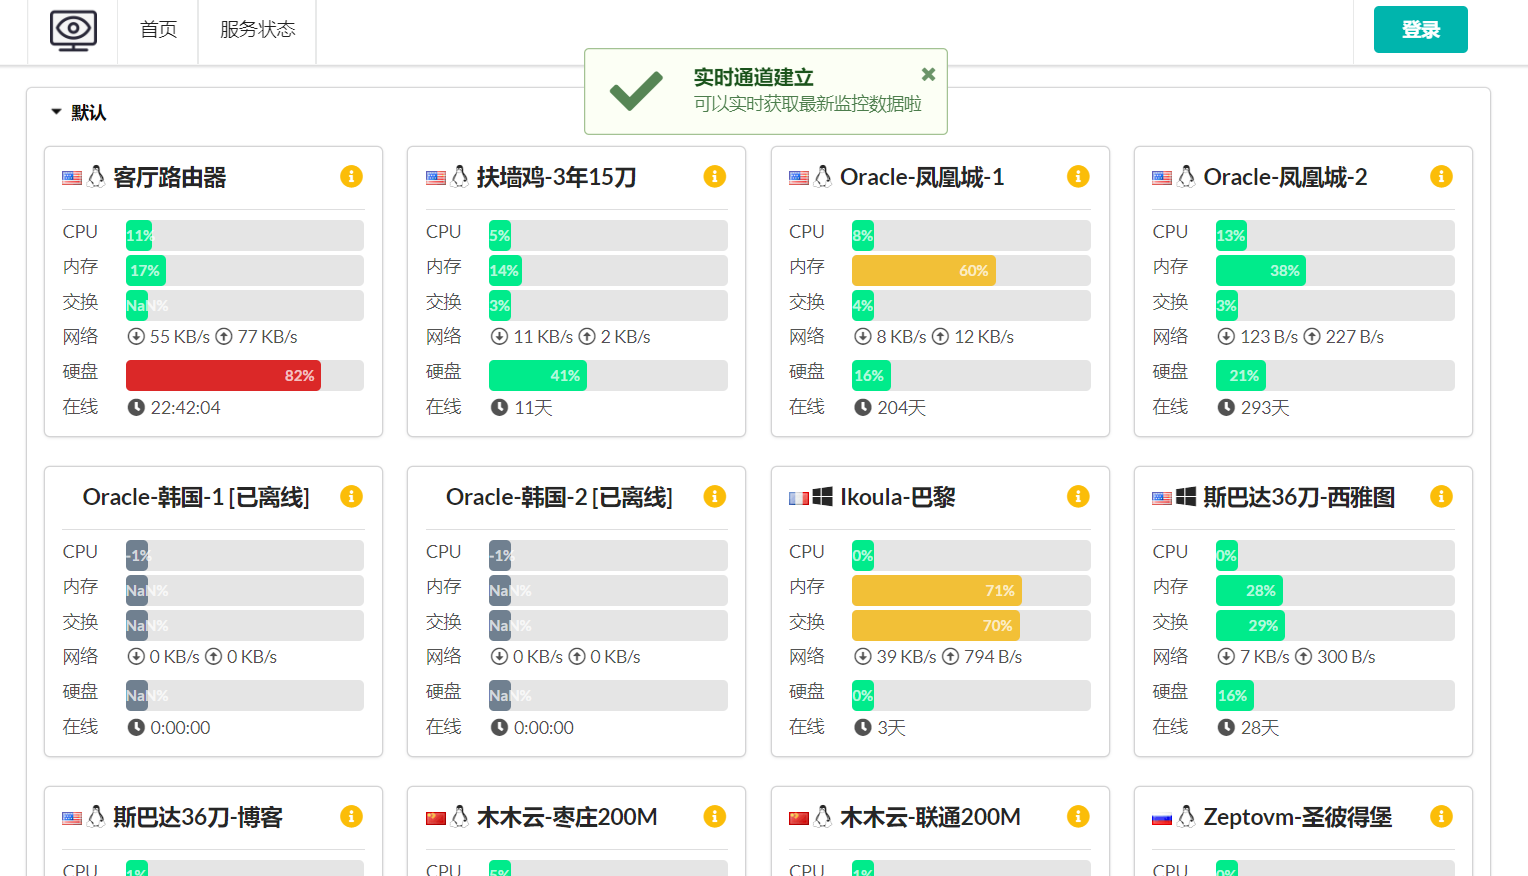 首页
服务状态
登录
实时通道建立
可以实时获取最新监控数据啦
默认
客厅路由器
CPU 11%
内存 17%
交换 NaN%
网络 55 KB/s 77 KB/s
硬盘 82%
在线 22:42:04
扶墙鸡-3年15刀
CPU 5%
内存 14%
交换 3%
网络 11 KB/s 2 KB/s
硬盘 41%
在线 11天
Oracle-凤凰城-1
CPU 8%
内存 60%
交换 4%
网络 8 KB/s 12 KB/s
硬盘 16%
在线 204天
Oracle-凤凰城-2
CPU 13%
内存 38%
交换 3%
网络 123 B/s 227 B/s
硬盘 21%
在线 293天
Oracle-韩国-1 [已离线]
CPU -1%
内存 NaN%
交换 NaN%
网络 0 KB/s 0 KB/s
硬盘 NaN%
在线 0:00:00
Oracle-韩国-2 [已离线]
CPU -1%
内存 NaN%
交换 NaN%
网络 0 KB/s 0 KB/s
硬盘 NaN%
在线 0:00:00
Ikoula-巴黎
CPU 0%
内存 71%
交换 70%
网络 39 KB/s 794 B/s
硬盘 0%
在线 3天
斯巴达36刀-西雅图
CPU 0%
内存 28%
交换 29%
网络 7 KB/s 300 B/s
硬盘 16%
在线 28天
斯巴达36刀-博客
CPU 1%
木木云-枣庄200M
CPU 5%
木木云-联通200M
CPU 1%
Zeptovm-圣彼得堡
CPU 0%